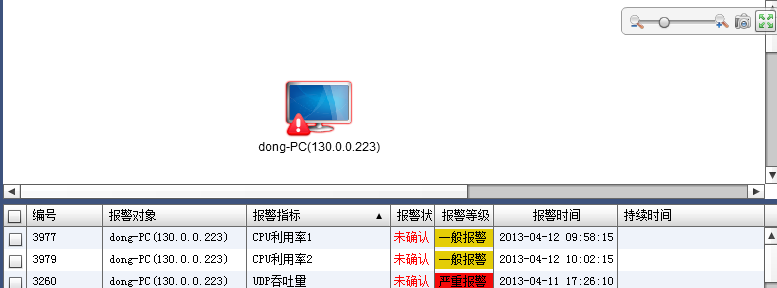 dong-PC(130.0.0.223)
编号 报警对象 报警指标 报警状 报警等级 报警时间 持续时间
3977 dong-PC(130.0.0.223) CPU利用率1 未确认 一般报警 2013-04-12 09:58:15
3979 dong-PC(130.0.0.223) CPU利用率2 未确认 一般报警 2013-04-12 10:02:15
3260 dong-PC(130.0.0.223) UDP吞吐量 未确认 严重报警 2013-04-11 17:26:10